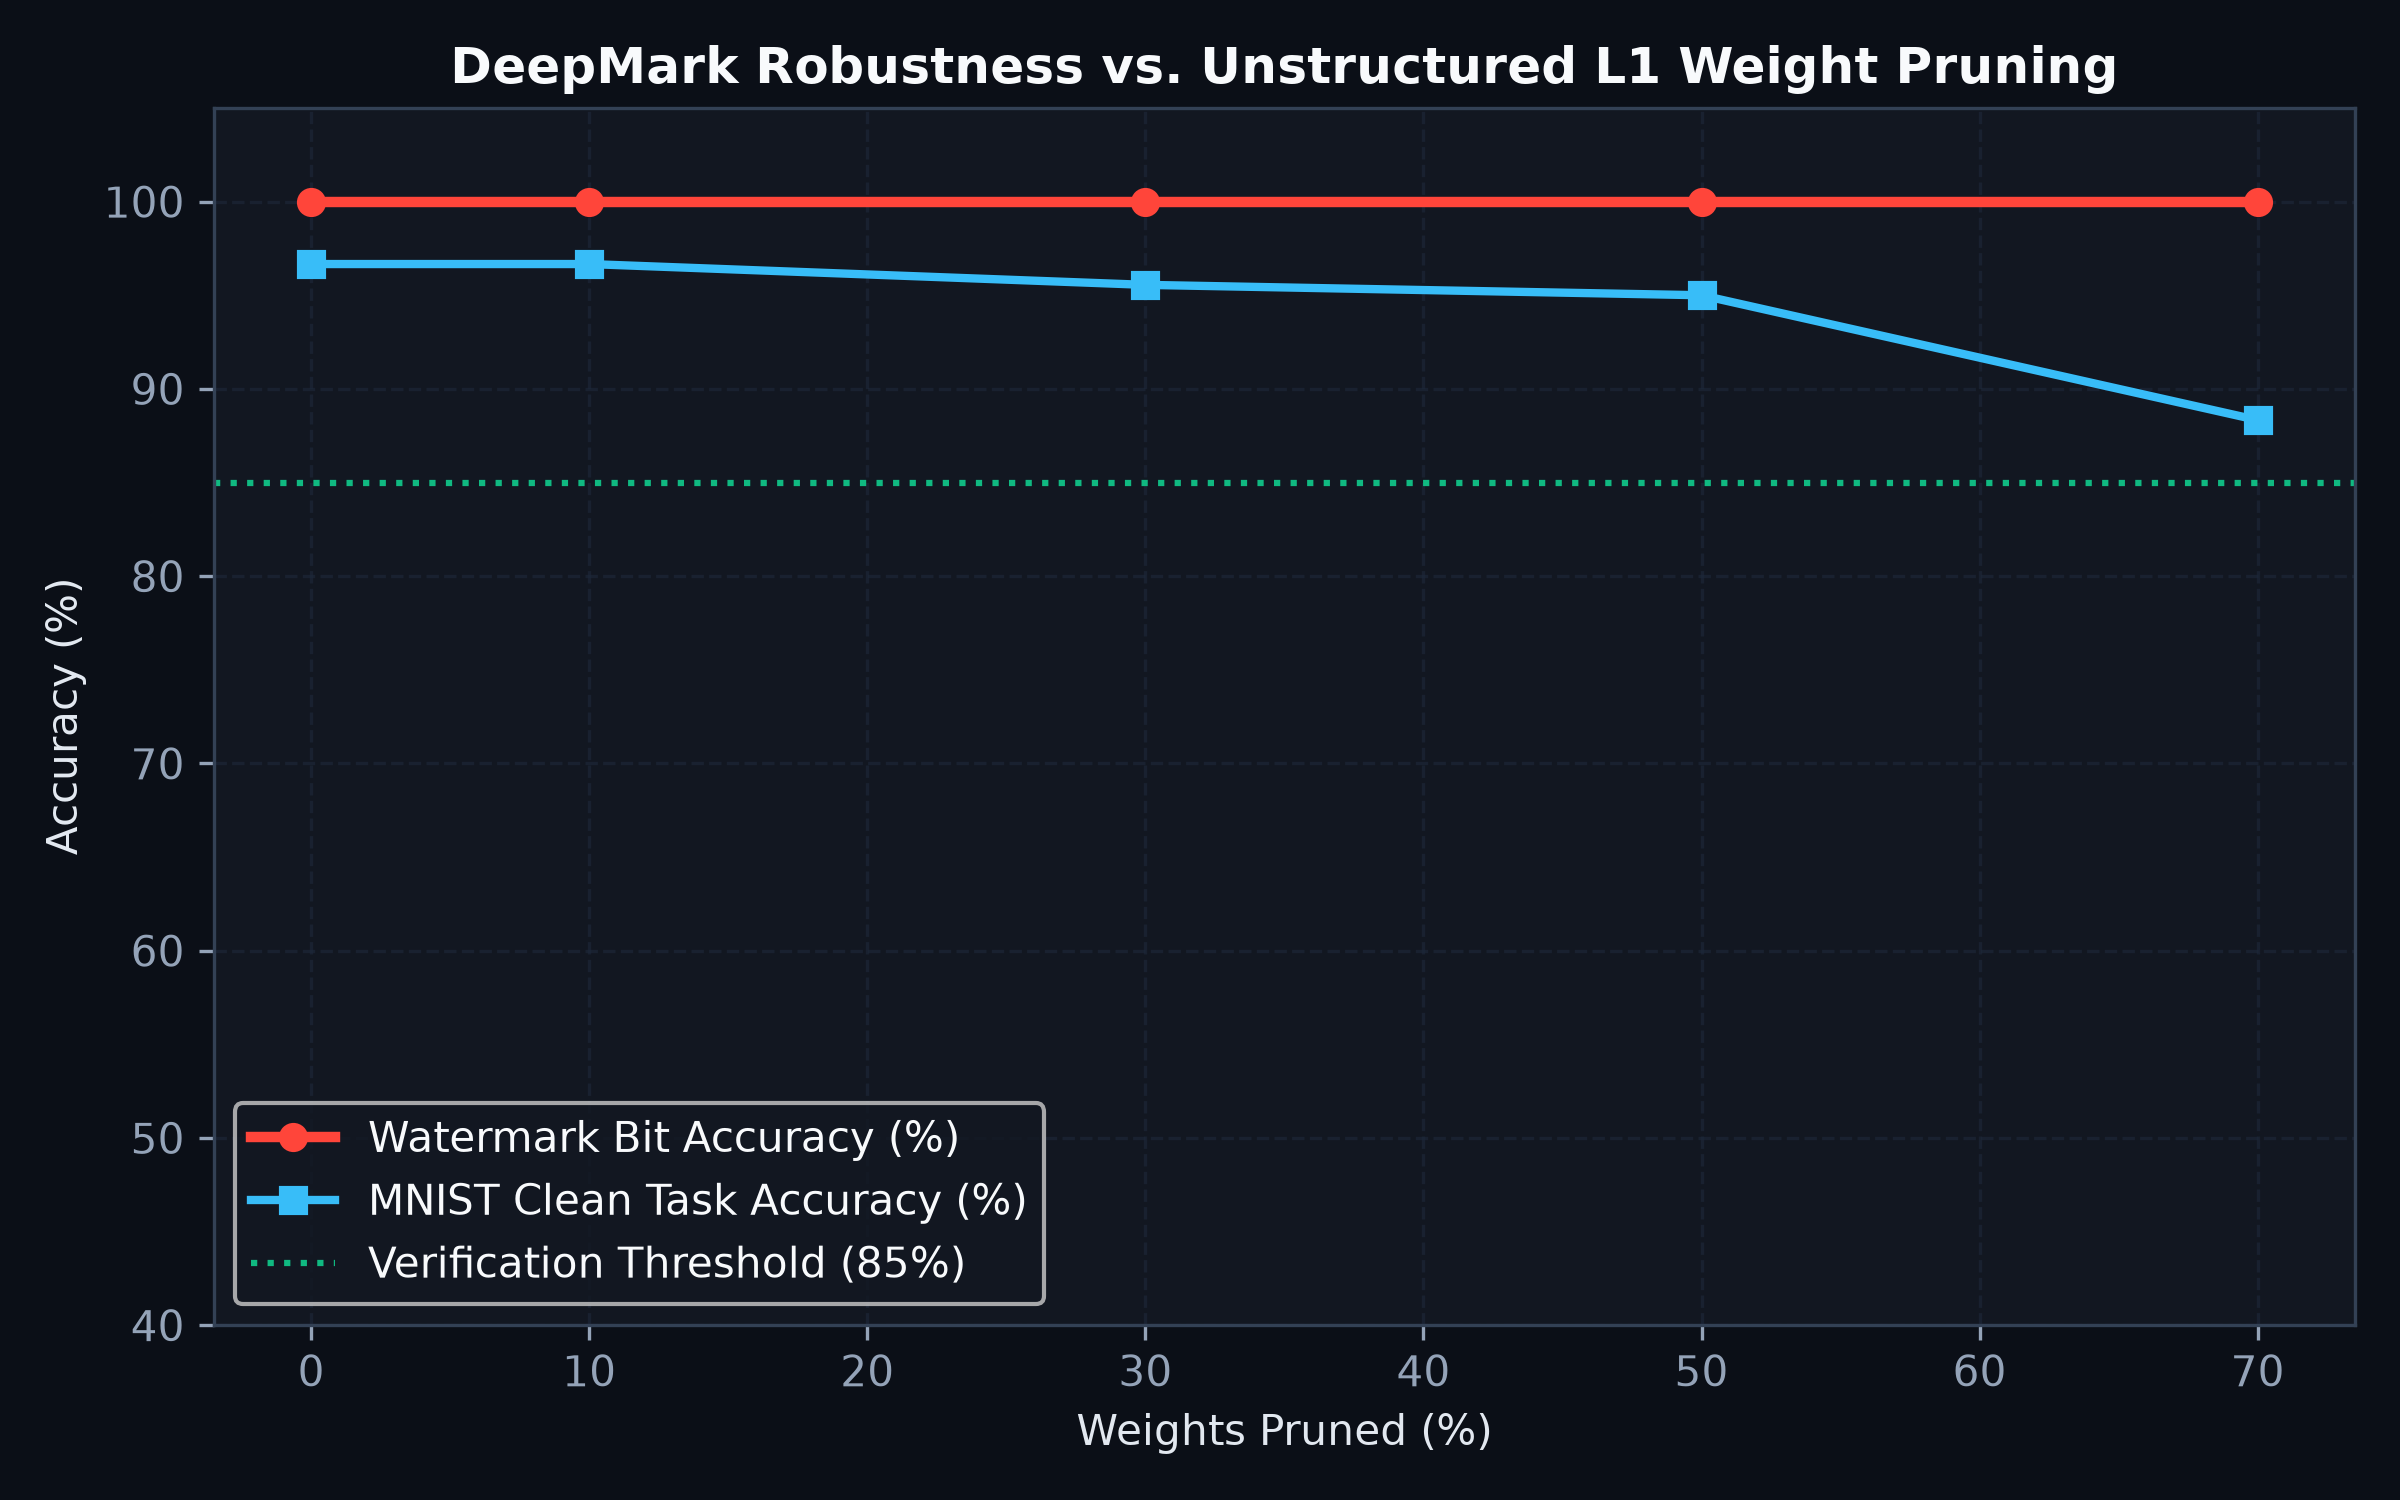 DeepMark Robustness vs. Unstructured L1 Weight Pruning
100
90
80
70
60
50
40
Accuracy (%)
Watermark Bit Accuracy (%)
MNIST Clean Task Accuracy (%)
Verification Threshold (85%)
0 10 20 30 40 50 60 70
Weights Pruned (%)